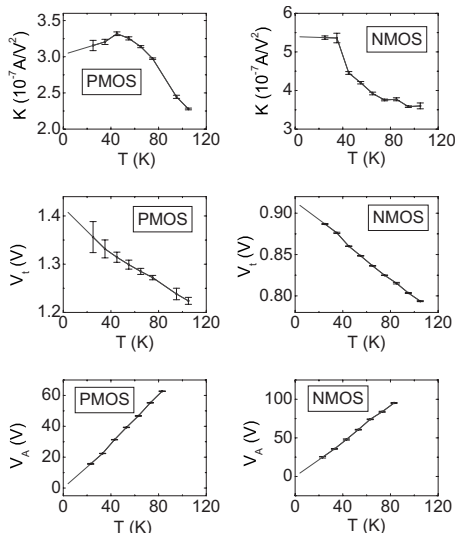 K (10⁻⁷A/V²)
3.5
3.0
2.5
2.0
PMOS
0 40 80 120
T (K)
K (10⁻⁷A/V²)
6
5
4
3
NMOS
0 40 80 120
T (K)
Vₜ (V)
1.4
1.3
1.2
PMOS
0 40 80 120
T (K)
Vₜ (V)
0.90
0.85
0.80
NMOS
0 40 80 120
T (K)
V_A (V)
60
40
20
0
PMOS
0 40 80 120
T (K)
V_A (V)
100
50
0
NMOS
0 40 80 120
T (K)